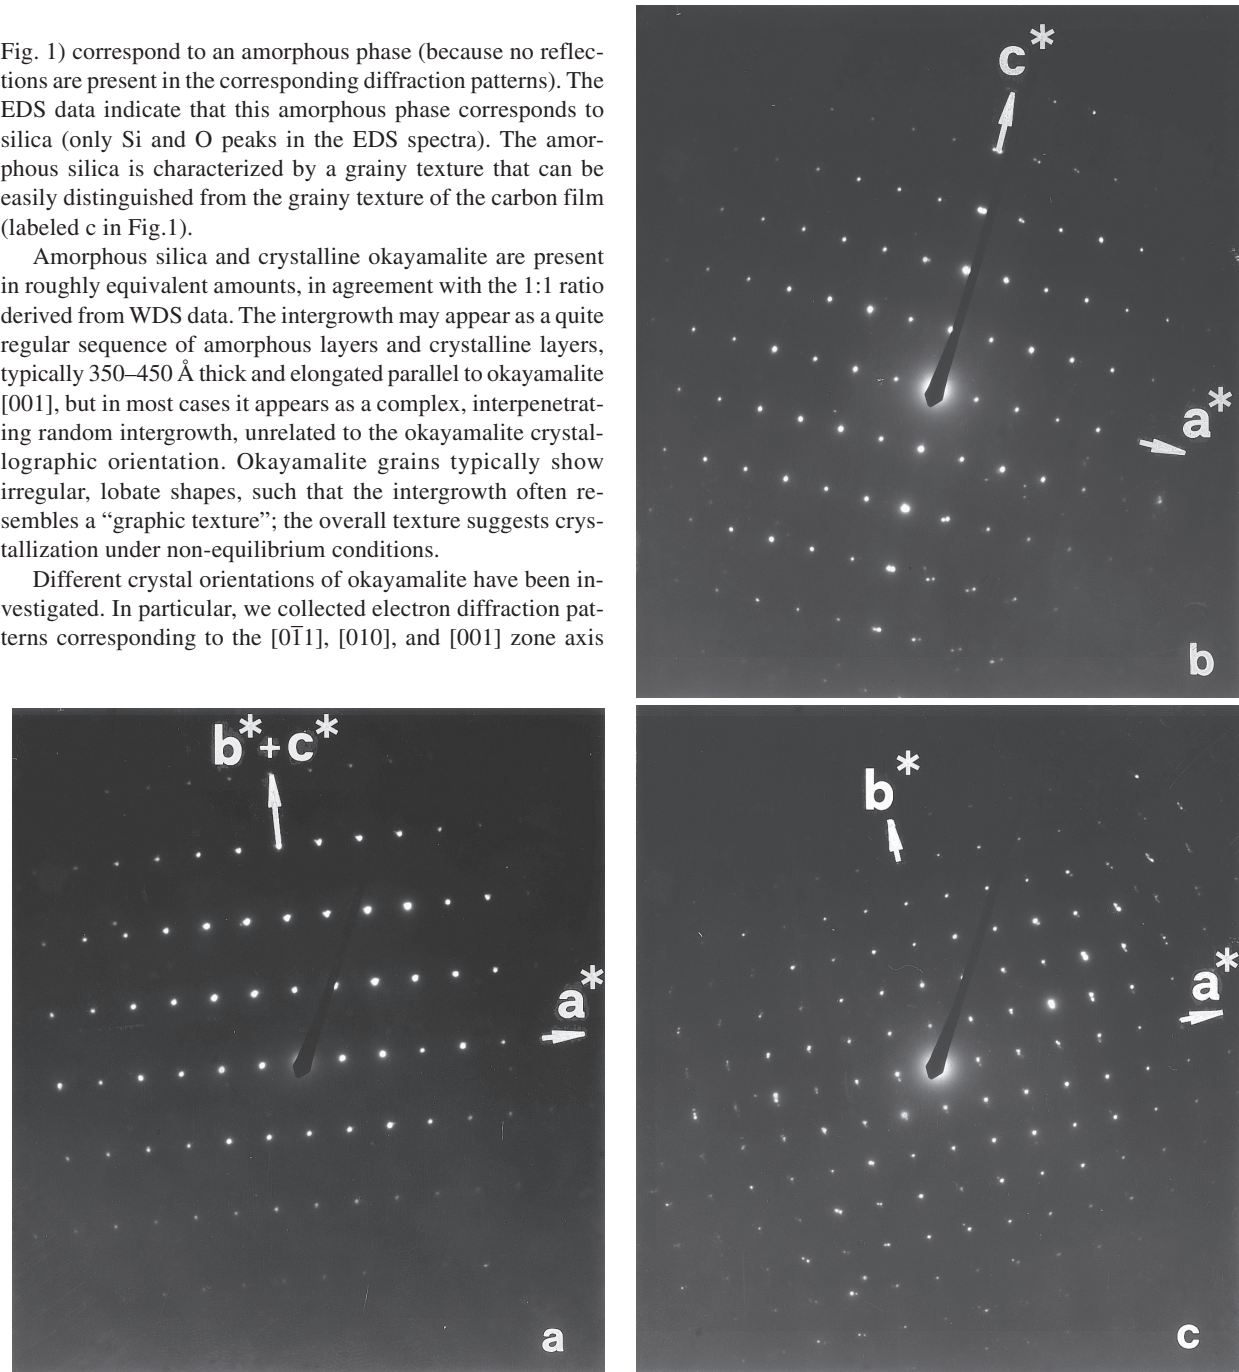 Fig. 1) correspond to an amorphous phase (because no reflec-
tions are present in the corresponding diffraction patterns). The
EDS data indicate that this amorphous phase corresponds to
silica (only Si and O peaks in the EDS spectra). The amor-
phous silica is characterized by a grainy texture that can be
easily distinguished from the grainy texture of the carbon film
(labeled c in Fig.1).
Amorphous silica and crystalline okayamalite are present
in roughly equivalent amounts, in agreement with the 1:1 ratio
derived from WDS data. The intergrowth may appear as a quite
regular sequence of amorphous layers and crystalline layers,
typically 350–450 Å thick and elongated parallel to okayamalite
[001], but in most cases it appears as a complex, interpenetrat-
ing random intergrowth, unrelated to the okayamalite crystal-
lographic orientation. Okayamalite grains typically show
irregular, lobate shapes, such that the intergrowth often re-
sembles a “graphic texture”; the overall texture suggests crys-
tallization under non-equilibrium conditions.
Different crystal orientations of okayamalite have been in-
vestigated. In particular, we collected electron diffraction pat-
terns corresponding to the [01̅1], [010], and [001] zone axis
c*
a*
b
b*+c*
a*
a
b*
a*
c